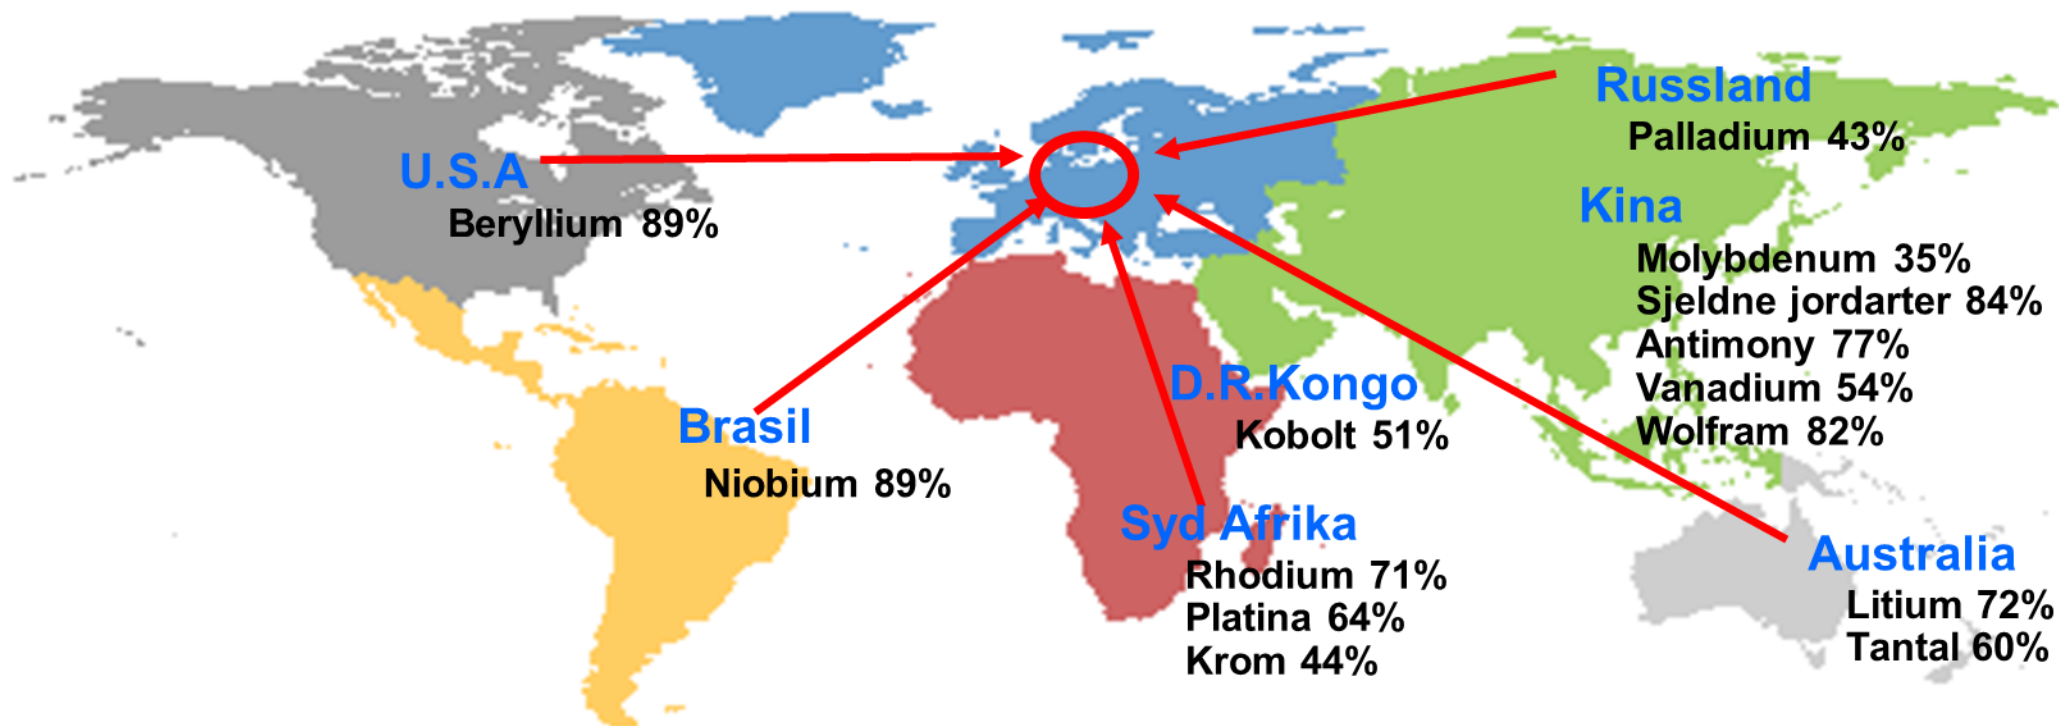 U.S.A
Beryllium 89%
Brasil
Niobium 89%
D.R.Kongo
Kobolt 51%
Syd Afrika
Rhodium 71%
Platina 64%
Krom 44%
Russland
Palladium 43%
Kina
Molybdenum 35%
Sjeldne jordarter 84%
Antimony 77%
Vanadium 54%
Wolfram 82%
Australia
Litium 72%
Tantal 60%